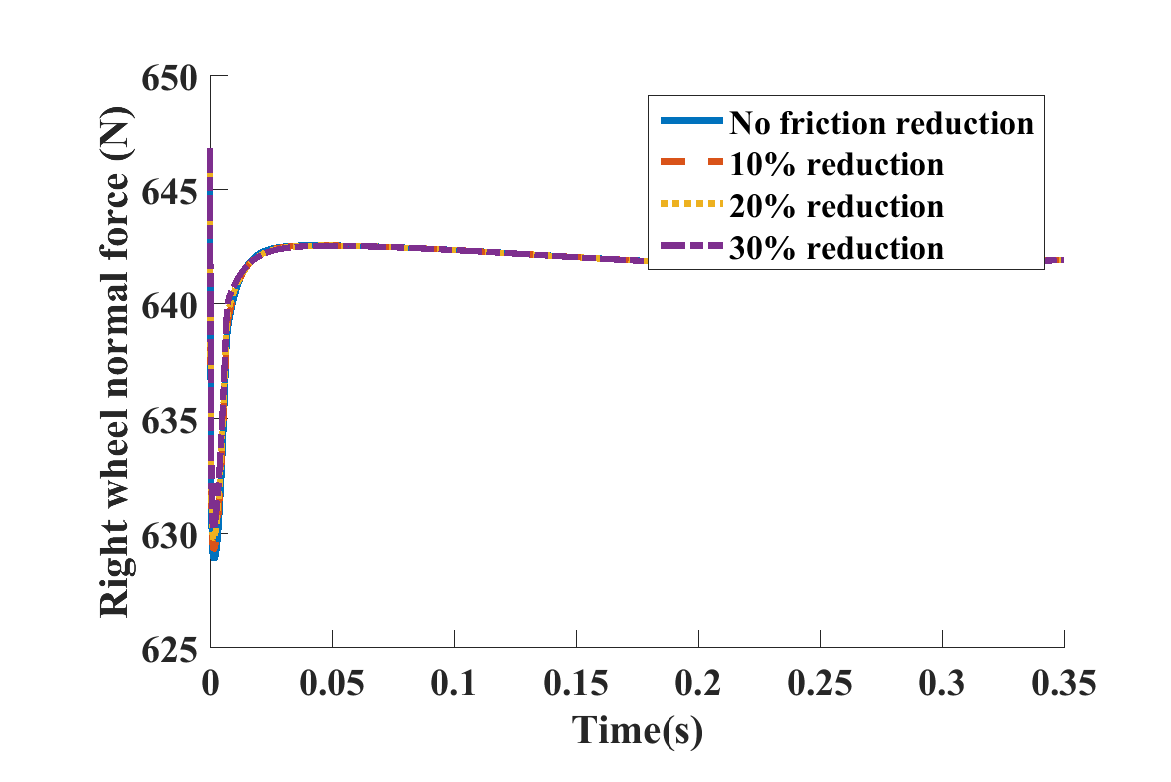 650
645
640
635
630
625
Right wheel normal force (N)
No friction reduction
10% reduction
20% reduction
30% reduction
0 0.05 0.1 0.15 0.2 0.25 0.3 0.35
Time(s)